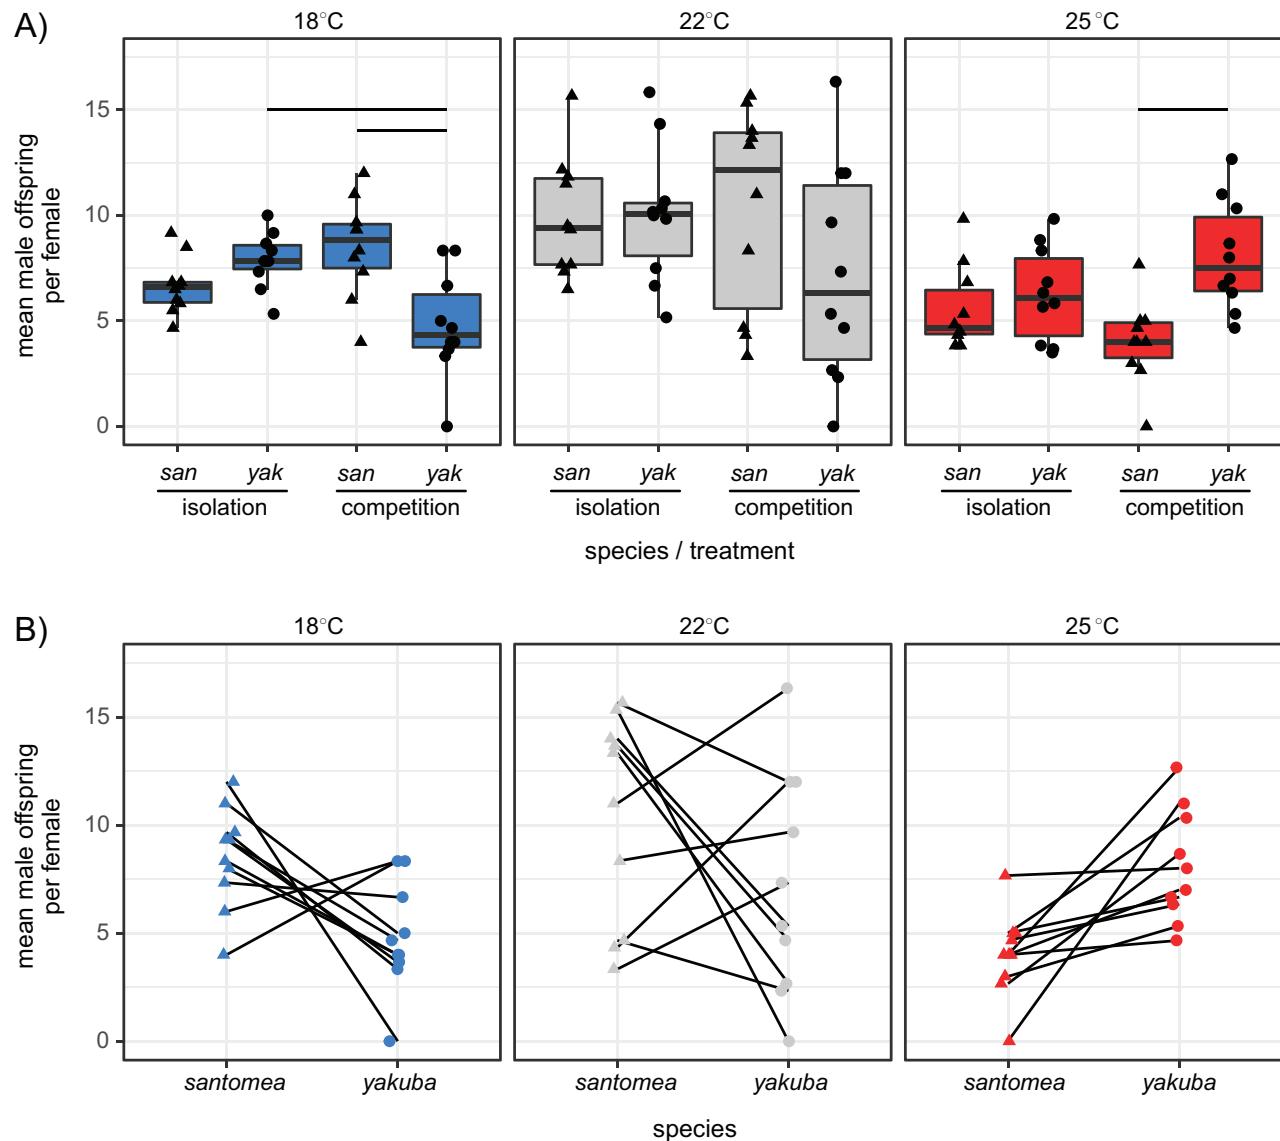 A)
18°C 22°C 25°C
mean male offspring
per female
15
10
5
0
san yak san yak san yak san yak san yak san yak
isolation competition isolation competition isolation competition
species / treatment
B)
18°C 22°C 25°C
mean male offspring
per female
15
10
5
0
santomea yakuba santomea yakuba santomea yakuba
species